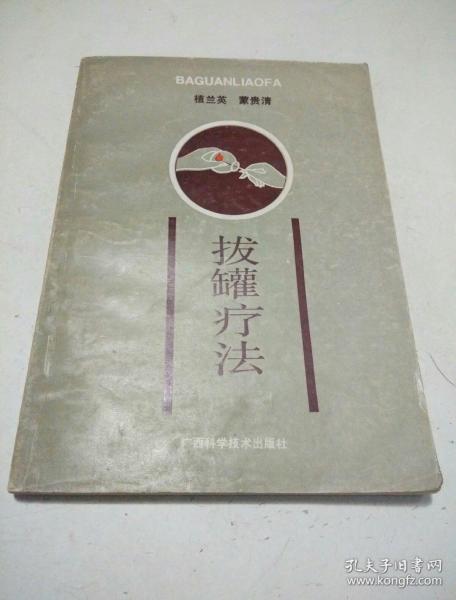 BAGUANLIAOFA
植兰英 蒙贵清
拔罐疗法
广西科学技术出版社
孔夫子旧书网
www.kongfz.com